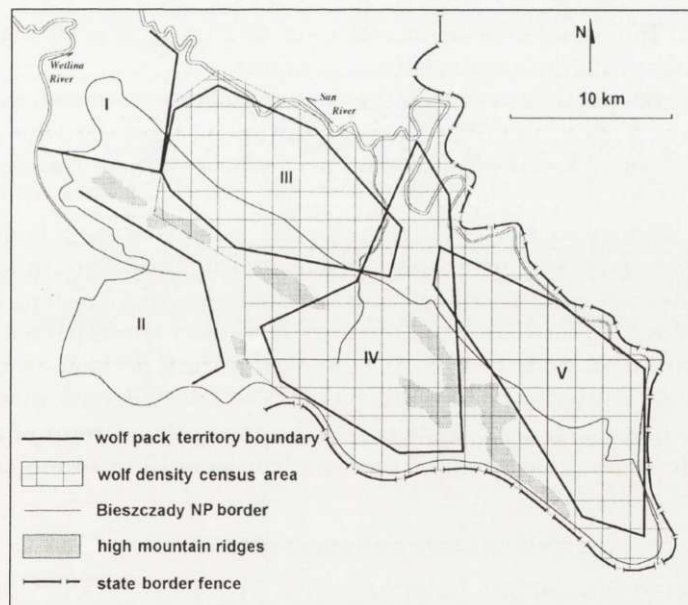 N
Wetlina
River
10 km
San
River
I
III
II
IV
V
wolf pack territory boundary
wolf density census area
Bieszczady NP border
high mountain ridges
state border fence